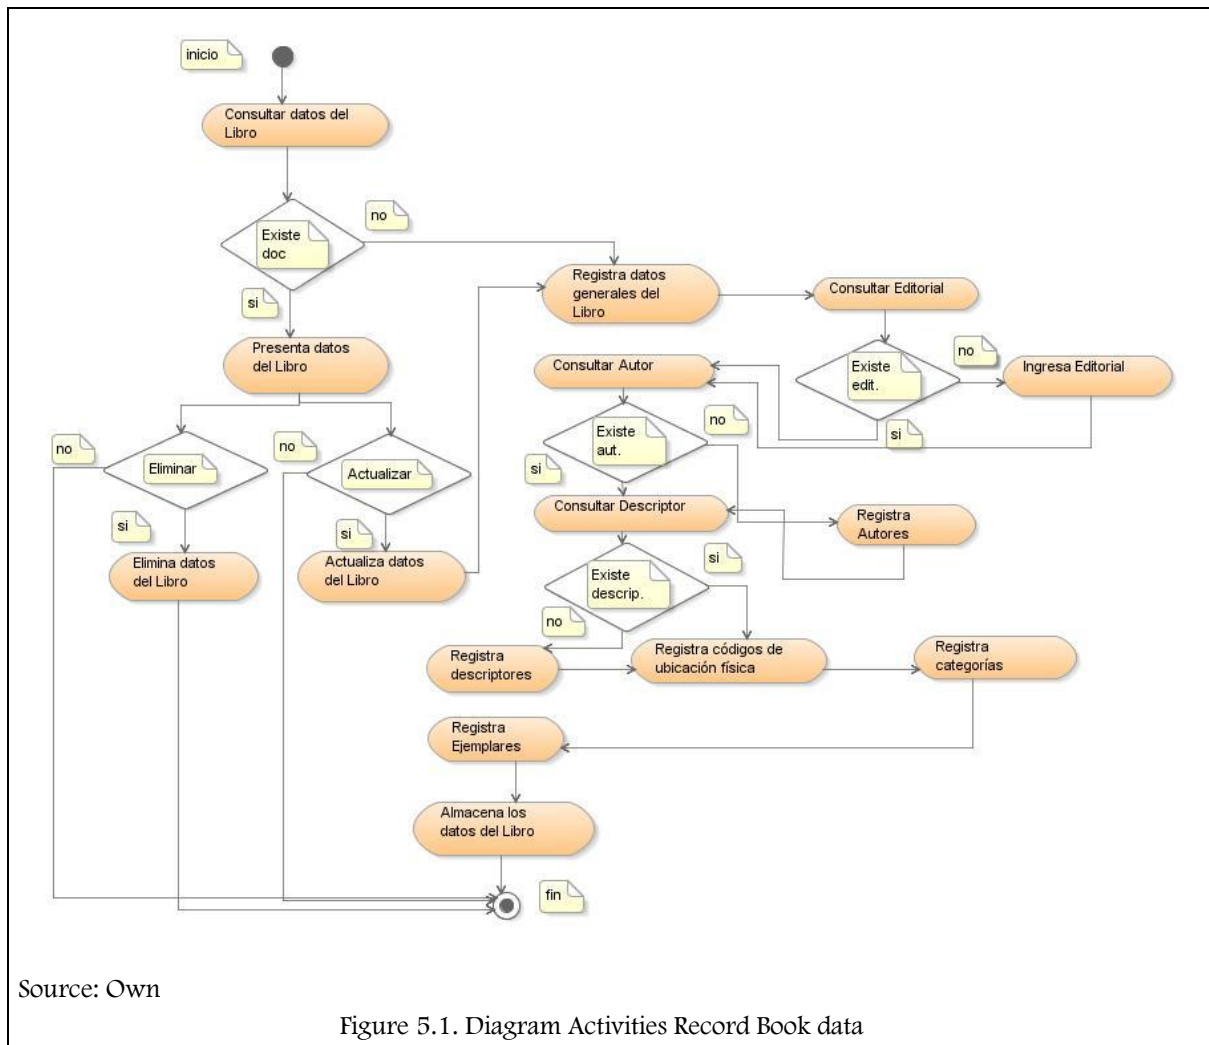 inicio
Consultar datos del
Libro
no
Existe
doc
si
Registra datos
generales del
Libro
Consultar Editorial
Presenta datos
del Libro
Consultar Autor
Existe
edit.
no
Ingresa Editorial
si
no
Eliminar
no
Actualizar
Existe
aut.
no
si
si
Elimina datos
del Libro
si
Actualiza datos
del Libro
Consultar Descriptor
Registra
Autores
Existe
descrip.
si
no
Registra
descriptores
Registra códigos de
ubicación física
Registra
categorías
Registra
Ejemplares
Almacena los
datos del Libro
fin
Source: Own
Figure 5.1. Diagram Activities Record Book data